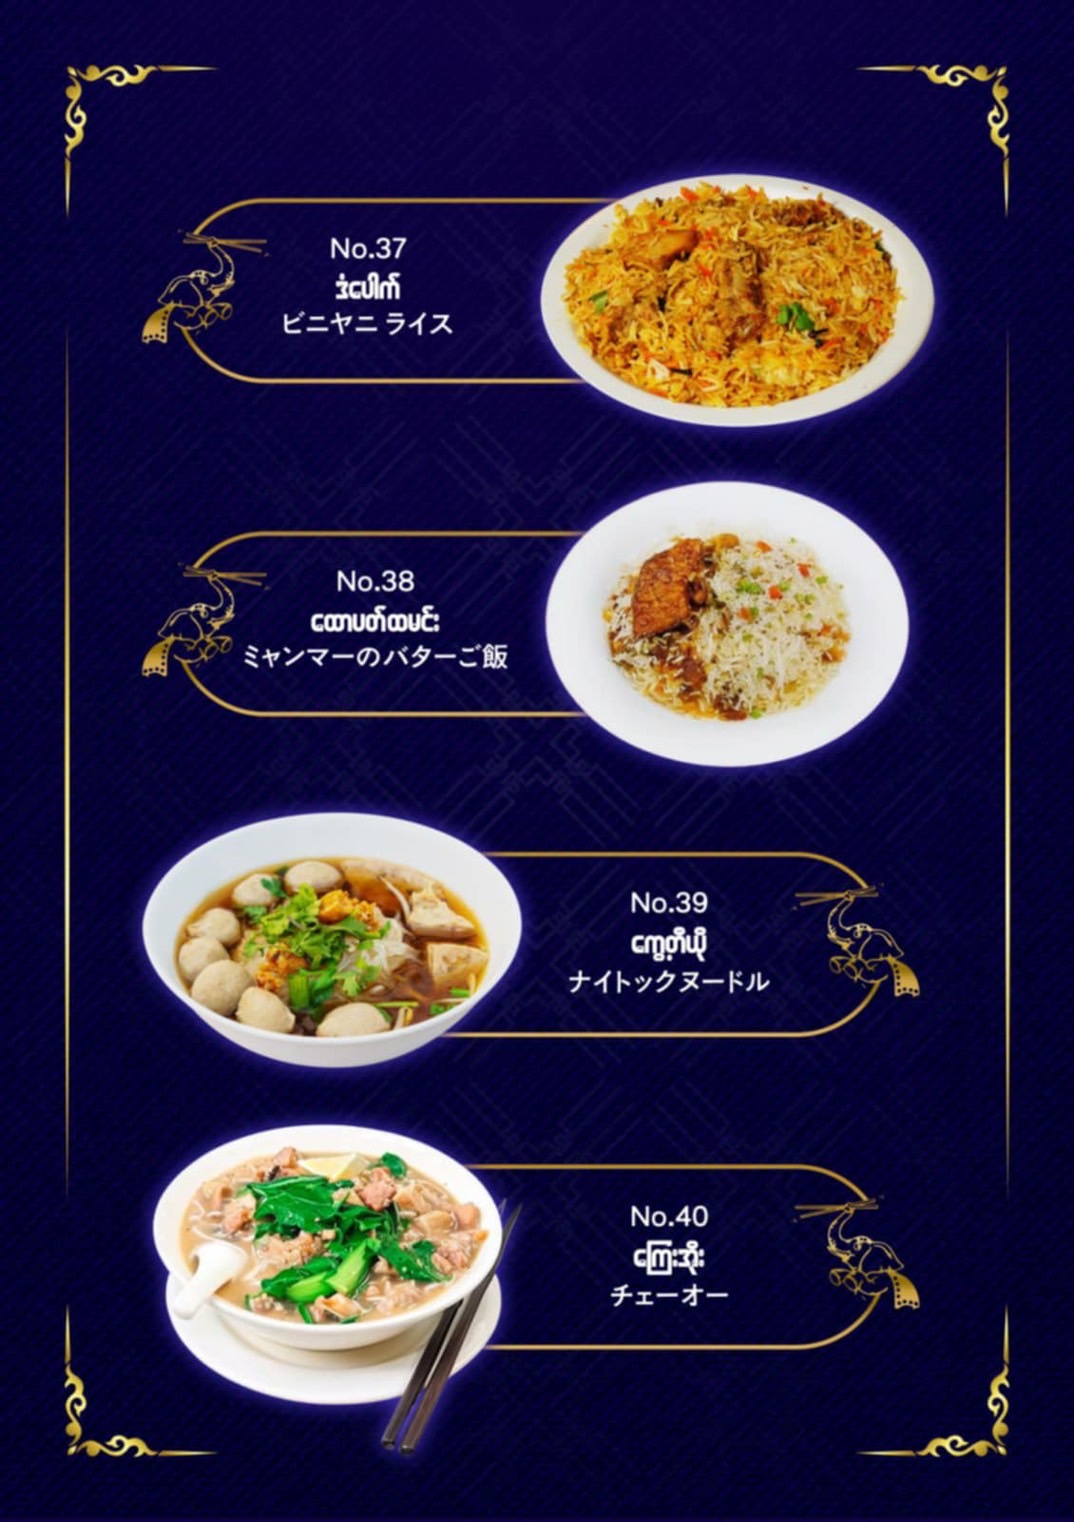 No.37
ဒံပေါက်
ビニヤニ ライス
No.38
ထောပတ်ထမင်း
ミャンマーのバターご飯
No.39
ကွေ့တီယို
ナイトックヌードル
No.40
ကြေးအိုး
チェーオー